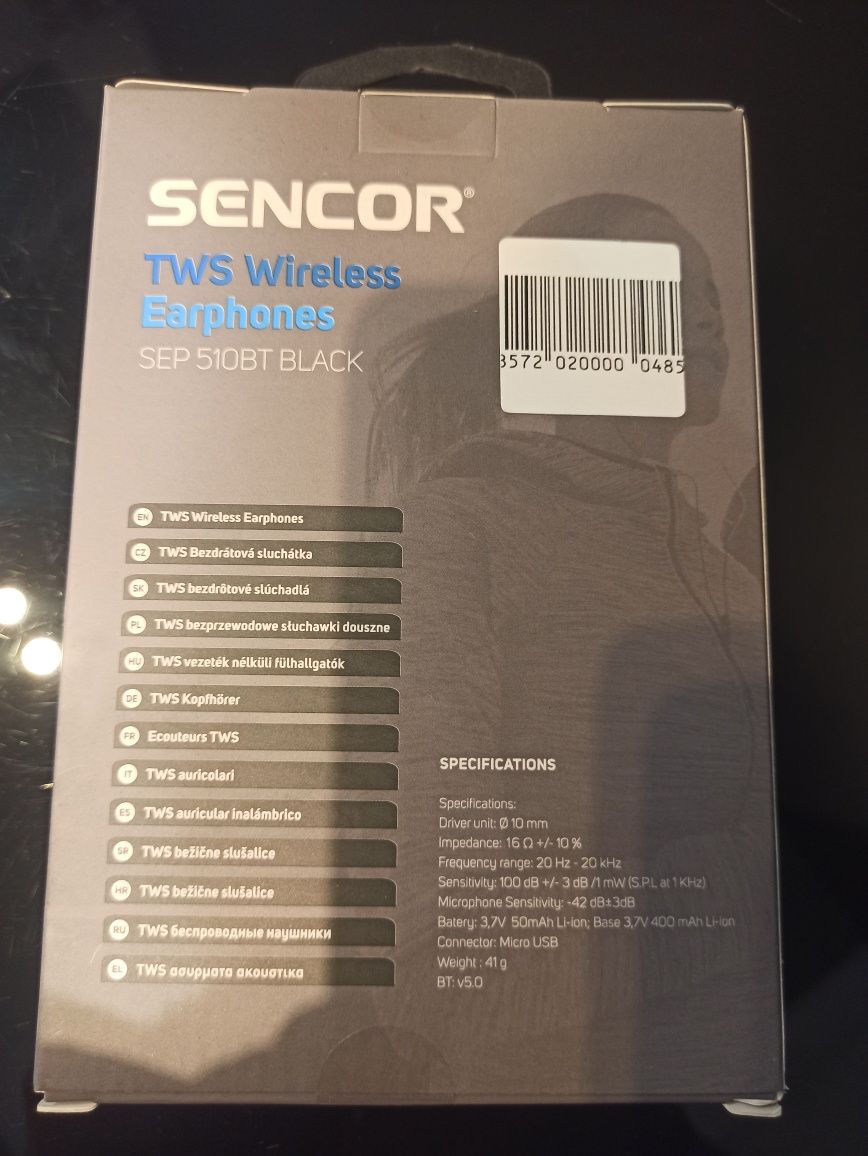 SENCOR®
TWS Wireless
Earphones
SEP 510BT BLACK
3572 020000 0485
EN TWS Wireless Earphones
CZ TWS Bezdrátová sluchátka
SK TWS bezdrôtové slúchadlá
PL TWS bezprzewodowe słuchawki douszne
HU TWS vezeték nélküli fülhallgatók
DE TWS Kopfhörer
FR Ecouteurs TWS
IT TWS auricolari
ES TWS auricular inalámbrico
SR TWS bežične slušalice
HR TWS bežične slušalice
RU TWS беспроводные наушники
EL TWS ασυρματα ακουστικα
SPECIFICATIONS
Specifications:
Driver unit: Ø 10 mm
Impedance: 16 Ω +/- 10 %
Frequency range: 20 Hz - 20 kHz
Sensitivity: 100 dB +/- 3 dB /1 mW (S.P.L at 1 KHz)
Microphone Sensitivity: -42 dB±3dB
Batery: 3,7V 50mAh Li-ion; Base 3,7V 400 mAh Li-ion
Connector: Micro USB
Weight : 41 g
BT: v5.0